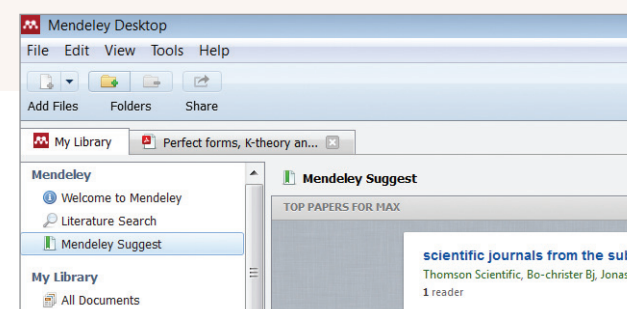 Mendeley Desktop
File Edit View Tools Help
Add Files Folders Share
My Library Perfect forms, K-theory an...
Mendeley
Welcome to Mendeley
Literature Search
Mendeley Suggest
My Library
All Documents
Mendeley Suggest
TOP PAPERS FOR MAX
scientific journals from the
Thomson Scientific, Bo-christer Bj, Jonas
1 reader